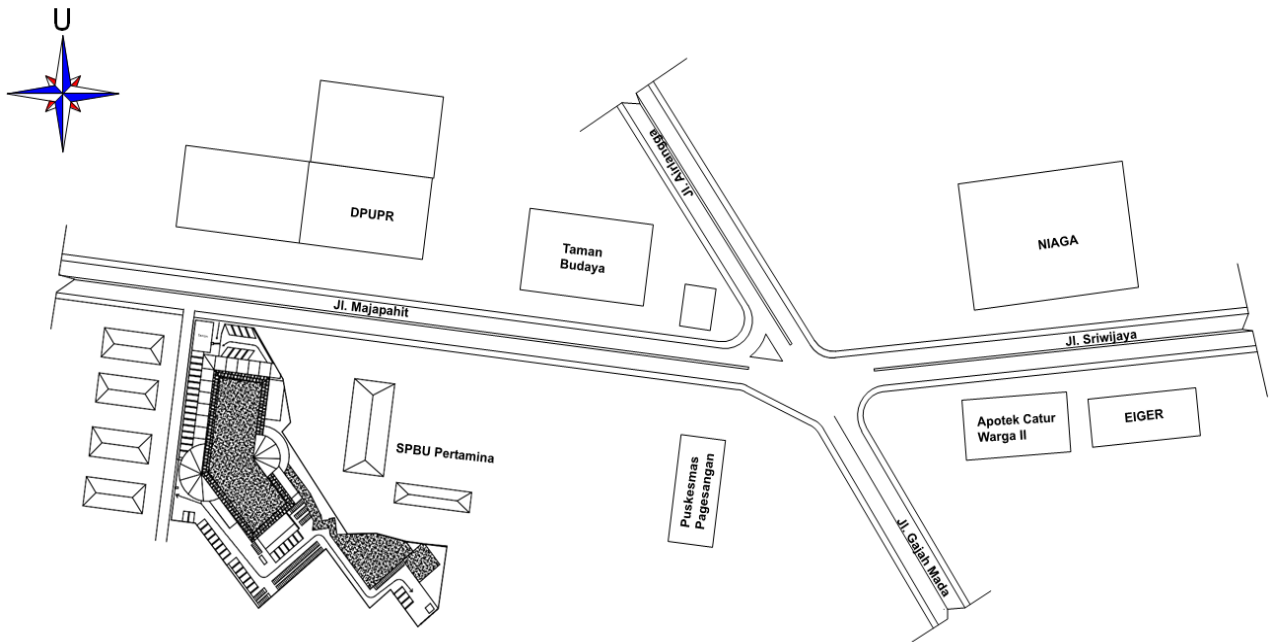 U
Jl. Airlangga
DPUPR
Taman
Budaya
NIAGA
Jl. Majapahit
Jl. Sriwijaya
Apotek Catur
Warga II
EIGER
SPBU Pertamina
Puskesmas
Pagesangan
Jl. Gajah Mada